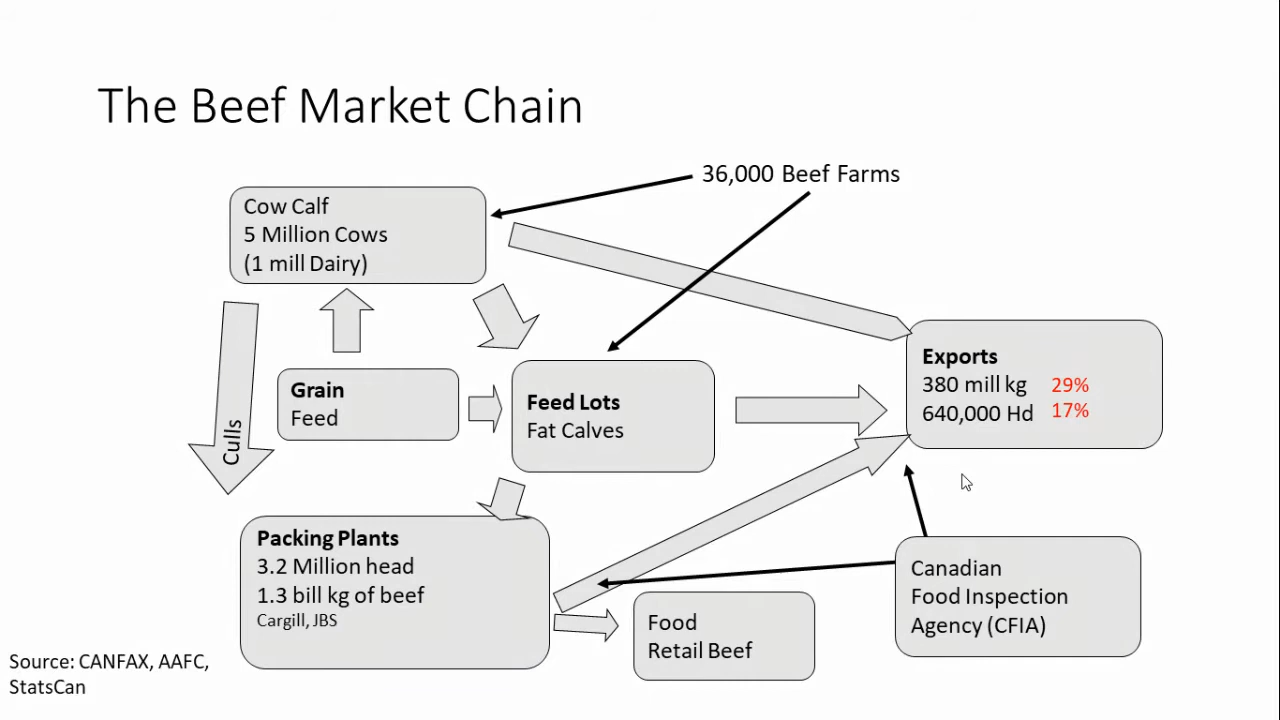 The Beef Market Chain
36,000 Beef Farms
Cow Calf
5 Million Cows
(1 mill Dairy)
Culls
Grain
Feed
Feed Lots
Fat Calves
Exports
380 mill kg 29%
640,000 Hd 17%
Packing Plants
3.2 Million head
1.3 bill kg of beef
Cargill, JBS
Food
Retail Beef
Canadian
Food Inspection
Agency (CFIA)
Source: CANFAX, AAFC,
StatsCan